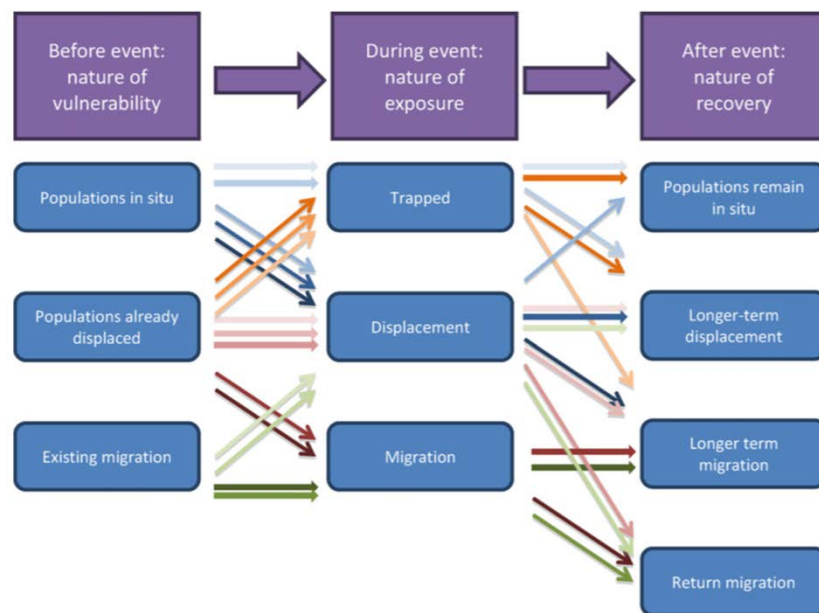 Before event:
nature of
vulnerability
During event:
nature of
exposure
After event:
nature of
recovery
Populations in situ
Trapped
Populations remain
in situ
Populations already
displaced
Displacement
Longer-term
displacement
Existing migration
Migration
Longer term
migration
Return migration